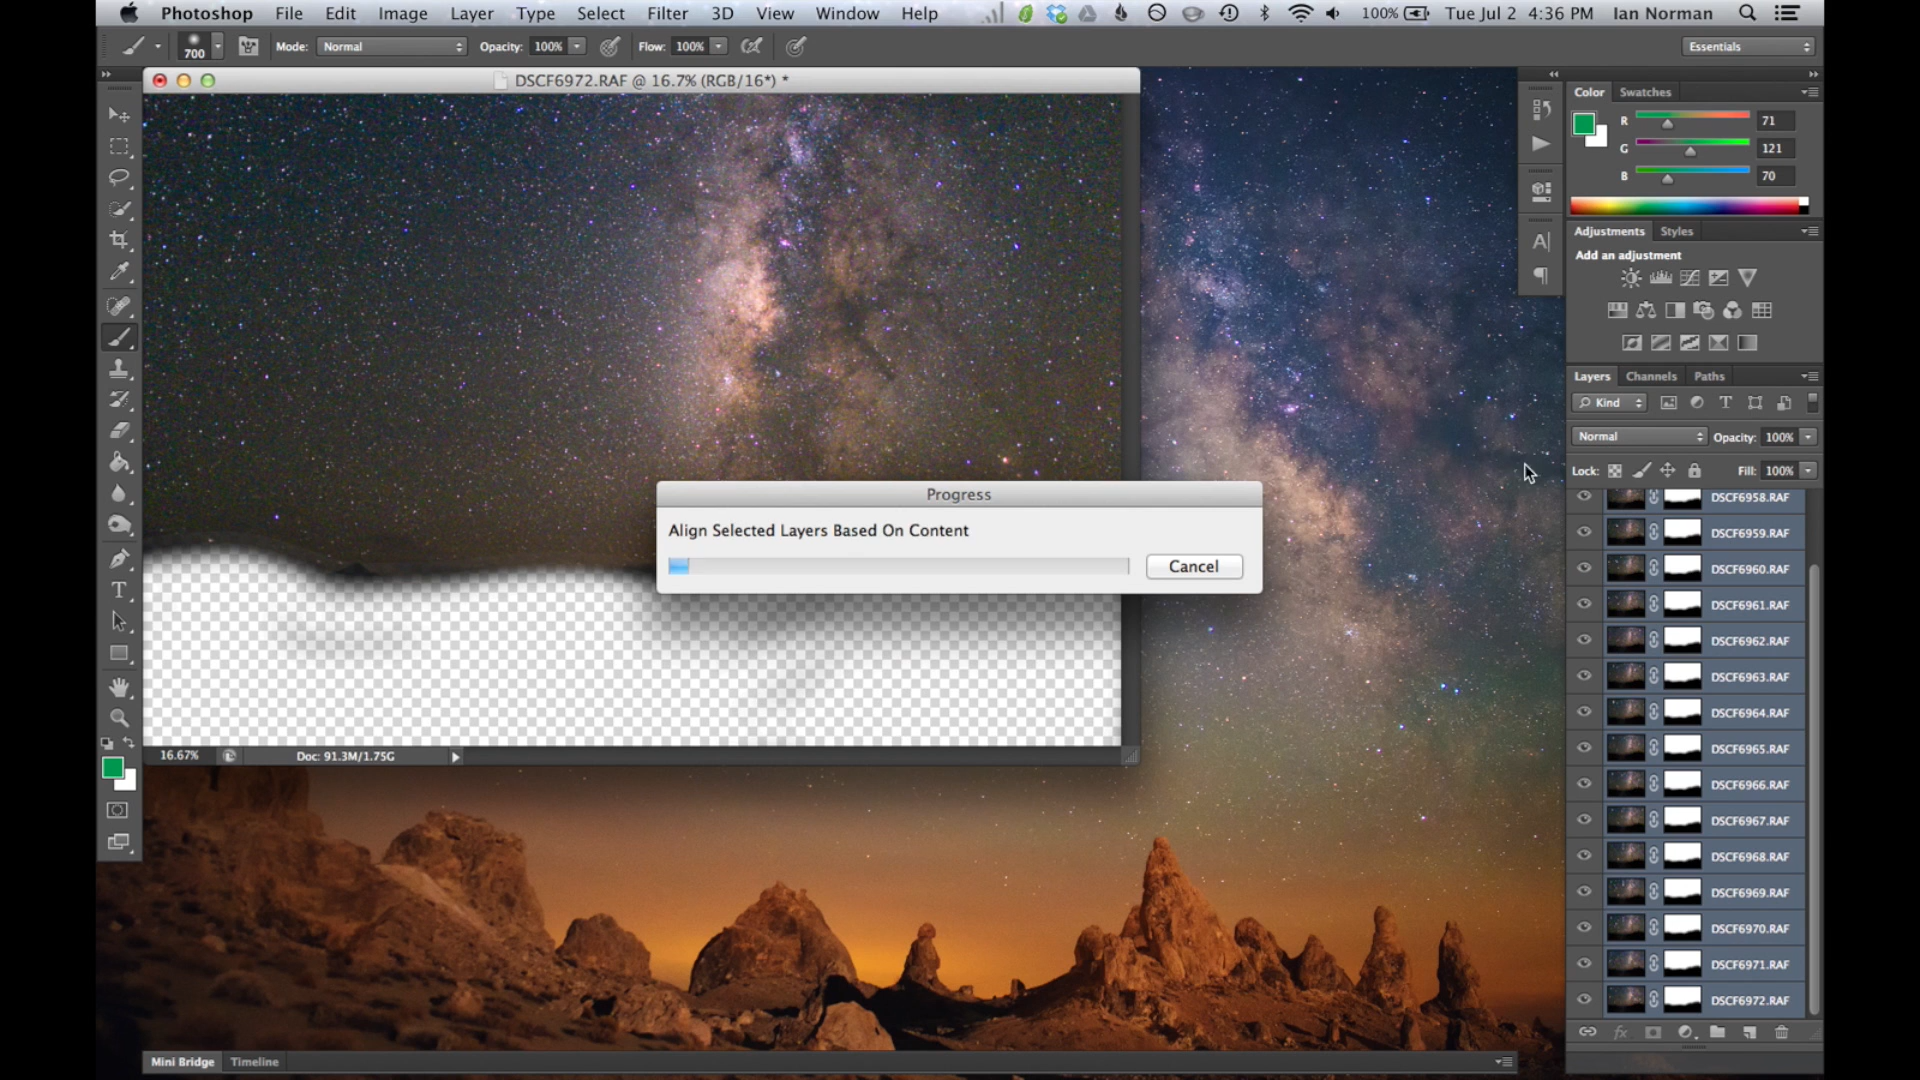 Photoshop File Edit Image Layer Type Select Filter 3D View Window Help 100% Tue Jul 2 4:36 PM Ian Norman
700 Mode: Normal Opacity: 100% Flow: 100% Essentials
DSCF6972.RAF @ 16.7% (RGB/16*) *
Color Swatches
R 71
G 121
B 70
Adjustments Styles
Add an adjustment
Layers Channels Paths
Kind
Normal Opacity: 100%
Lock: Fill: 100%
Progress
Align Selected Layers Based On Content
Cancel
DSCF6958.RAF
DSCF6959.RAF
DSCF6960.RAF
DSCF6961.RAF
DSCF6962.RAF
DSCF6963.RAF
DSCF6964.RAF
DSCF6965.RAF
DSCF6966.RAF
DSCF6967.RAF
DSCF6968.RAF
DSCF6969.RAF
DSCF6970.RAF
DSCF6971.RAF
DSCF6972.RAF
16.67% Doc: 91.3M/1.75G
Mini Bridge Timeline